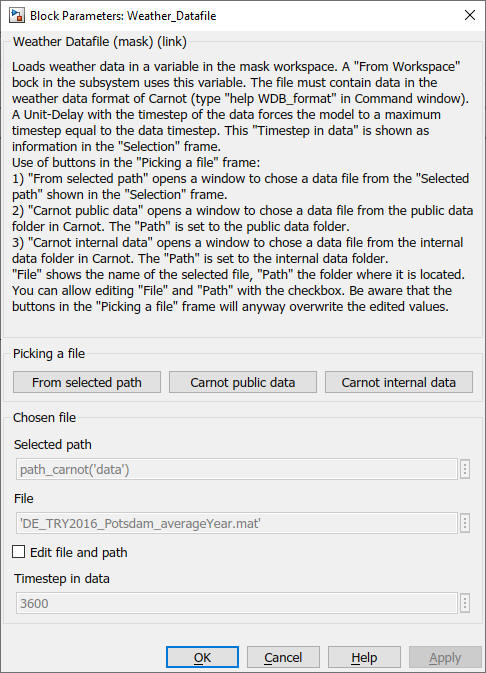 Block Parameters: Weather_Datafile
Weather Datafile (mask) (link)
Loads weather data in a variable in the mask workspace. A "From Workspace"
bock in the subsystem uses this variable. The file must contain data in the
weather data format of Carnot (type "help WDB_format" in Command window).
A Unit-Delay with the timestep of the data forces the model to a maximum
timestep equal to the data timestep. This "Timestep in data" is shown as
information in the "Selection" frame.
Use of buttons in the "Picking a file" frame:
1) "From selected path" opens a window to chose a data file from the "Selected
path" shown in the "Selection" frame.
2) "Carnot public data" opens a window to chose a data file from the public data
folder in Carnot. The "Path" is set to the public data folder.
3) "Carnot internal data" opens a window to chose a data file from the internal
data folder in Carnot. The "Path" is set to the internal data folder.
"File" shows the name of the selected file, "Path" the folder where it is located.
You can allow editing "File" and "Path" with the checkbox. Be aware that the
buttons in the "Picking a file" frame will anyway overwrite the edited values.
Picking a file
From selected path Carnot public data Carnot internal data
Chosen file
Selected path
path_carnot('data')
File
'DE_TRY2016_Potsdam_averageYear.mat'
Edit file and path
Timestep in data
3600
OK Cancel Help Apply